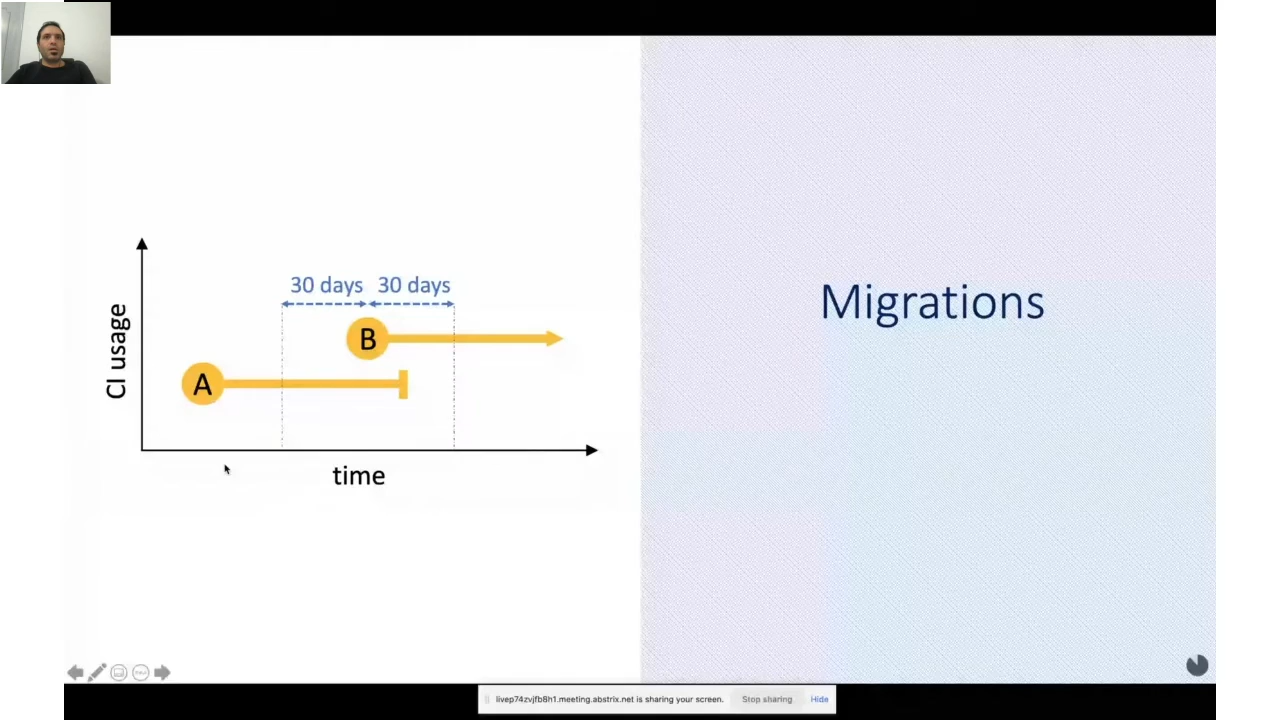 30 days 30 days
B
A
CI usage
time
Migrations
livep74zvjfb8h1.meeting.abstrix.net is sharing your screen. Stop sharing Hide